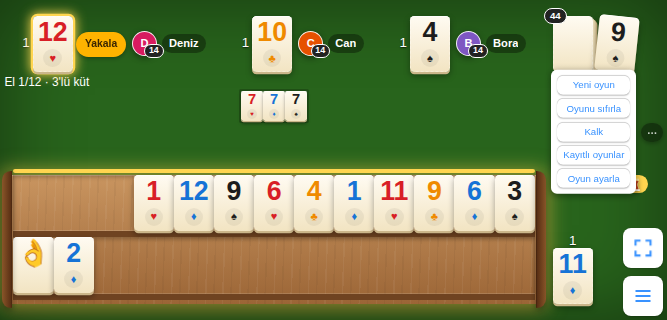 1 12 Yakala D 14 Deniz 1 10 C 14 Can 1 4 B 14 Bora 44 9
El 1/12 - 3'lü küt
7 7 7
Yeni oyun
Oyunu sıfırla
Kalk
Kayıtlı oyunlar
Oyun ayarla
1 12 9 6 4 1 11 9 6 3
2
1
11